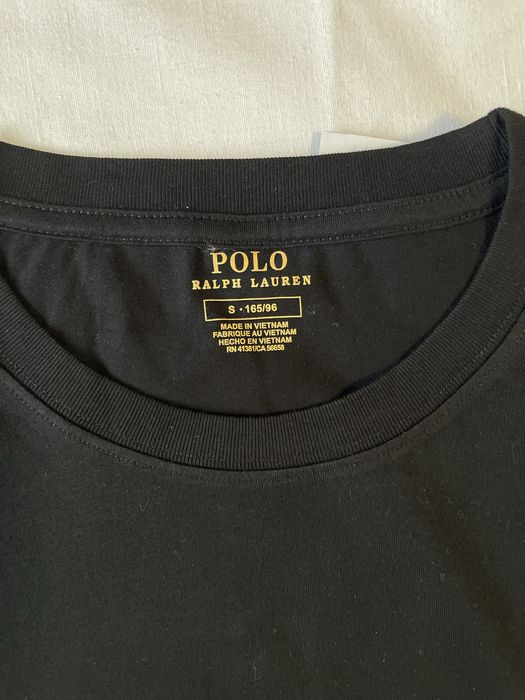 POLO
RALPH LAUREN
S • 165/96
MADE IN VIETNAM
FABRIQUE AU VIETNAM
HECHO EN VIETNAM
RN 41381/CA 56658